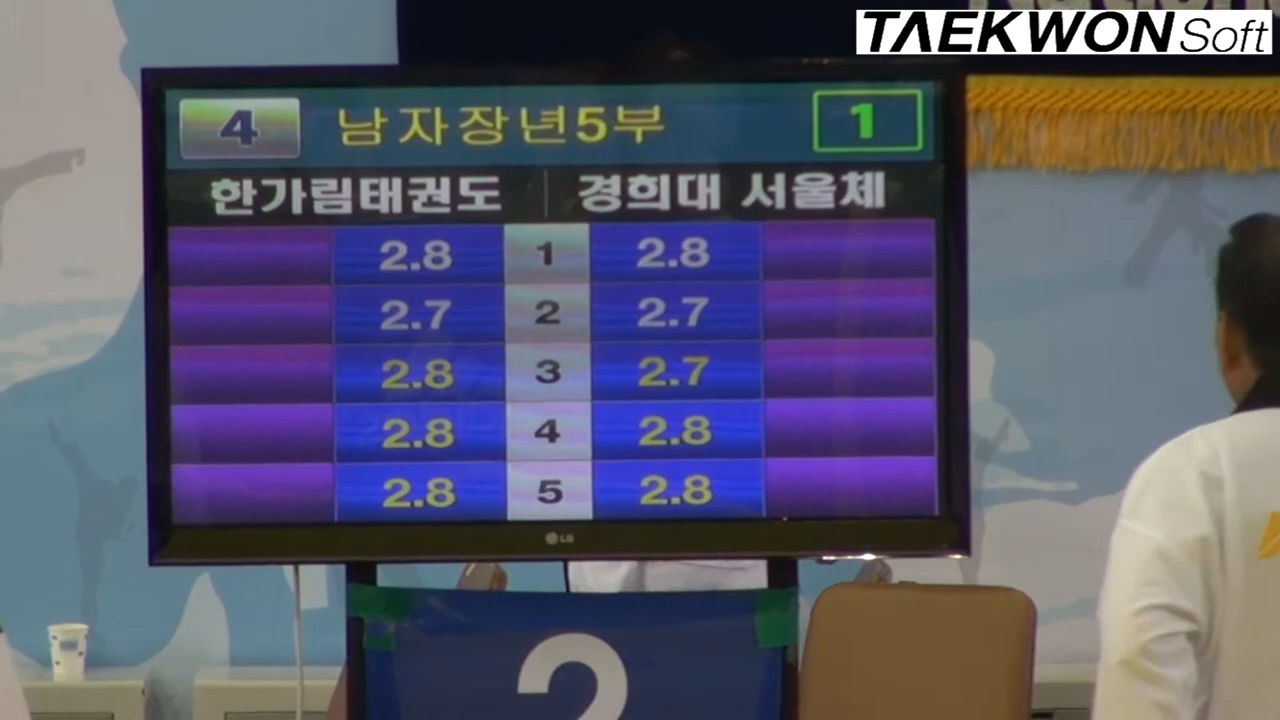 TAEKWONSoft
4 남자장년5부 1
한가림태권도 경희대 서울체
2.8 1 2.8
2.7 2 2.7
2.8 3 2.7
2.8 4 2.8
2.8 5 2.8
LG
2